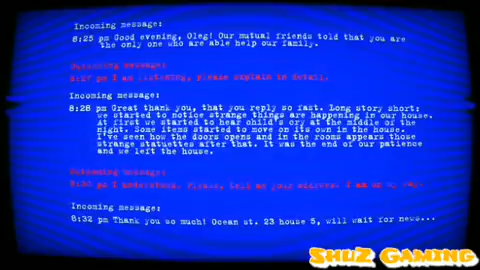 Incoming message:
8:25 pm Good evening, Oleg! Our mutual friends told that you are
the only one who are able help our family.
Outcoming message:
8:27 pm I am listening, please explain in detail.
Incoming message:
8:28 pm Great thank you, that you reply so fast. Long story short:
we started to notice strange things are happening in our house.
At first we started to hear child's cry at the middle of the
night. Some items started to move on its own in the house.
I've seen how the doors opens and in the rooms appears those
strange statuettes after that. It was the end of our patience
and we left the house.
message:
8:30 pm I understand. Please, your address. I am on my way.
Incoming message:
8:32 pm Thank you so much! Ocean st. 23 house 5, will wait for news...
Shuz Gaming